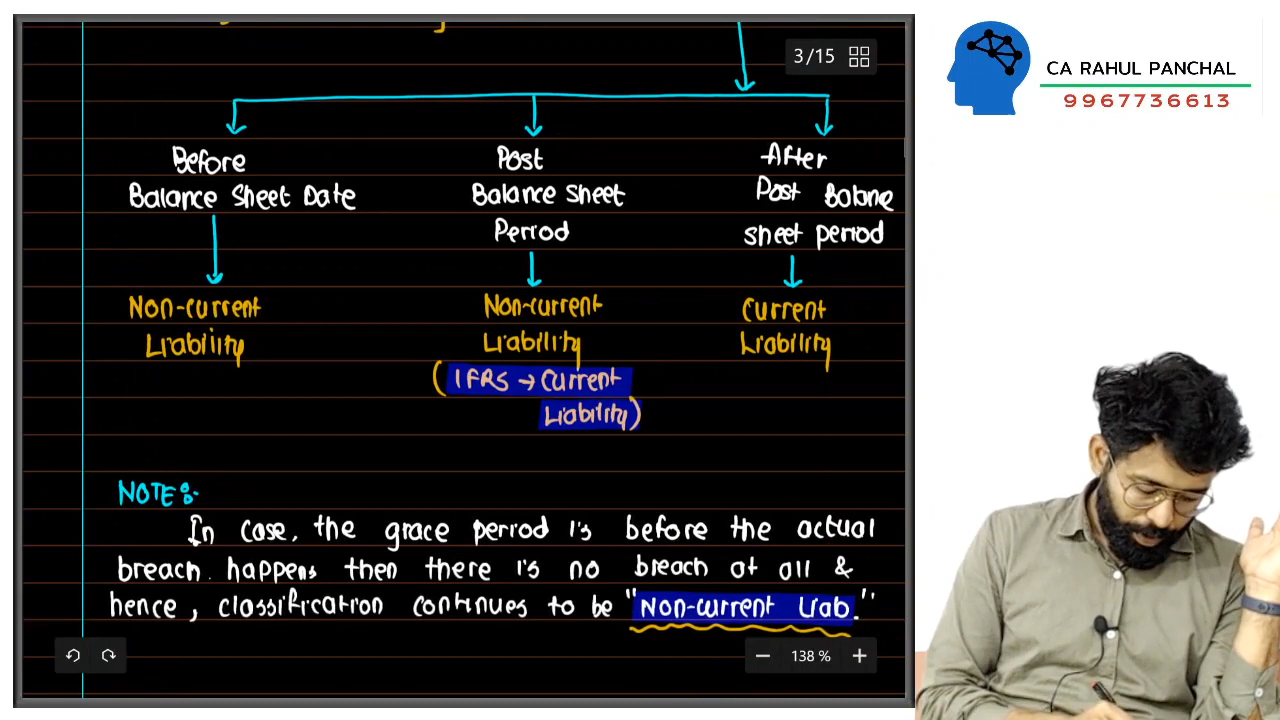 3/15
CA RAHUL PANCHAL
9967736613
Before
Balance Sheet Date
Post
Balance Sheet
Period
After
Post Balane
sheet period
Non-current
Liability
Non-current
Liability
(IFRS → Current
Liability)
Current
Liability
NOTE:-
In case, the grace period is before the actual
breach happens then there is no breach at all &
hence, classification continues to be "Non-current Liab."
138 %